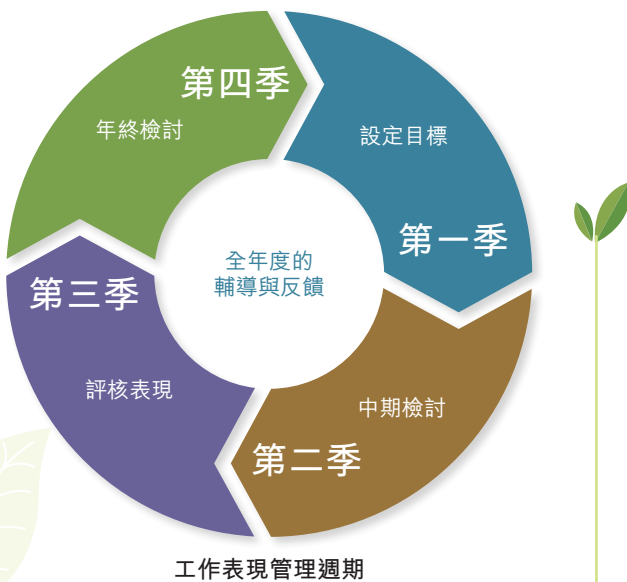 第四季
年終檢討
設定目標
第一季
全年度的
輔導與反饋
第三季
評核表現
中期檢討
第二季
工作表現管理週期